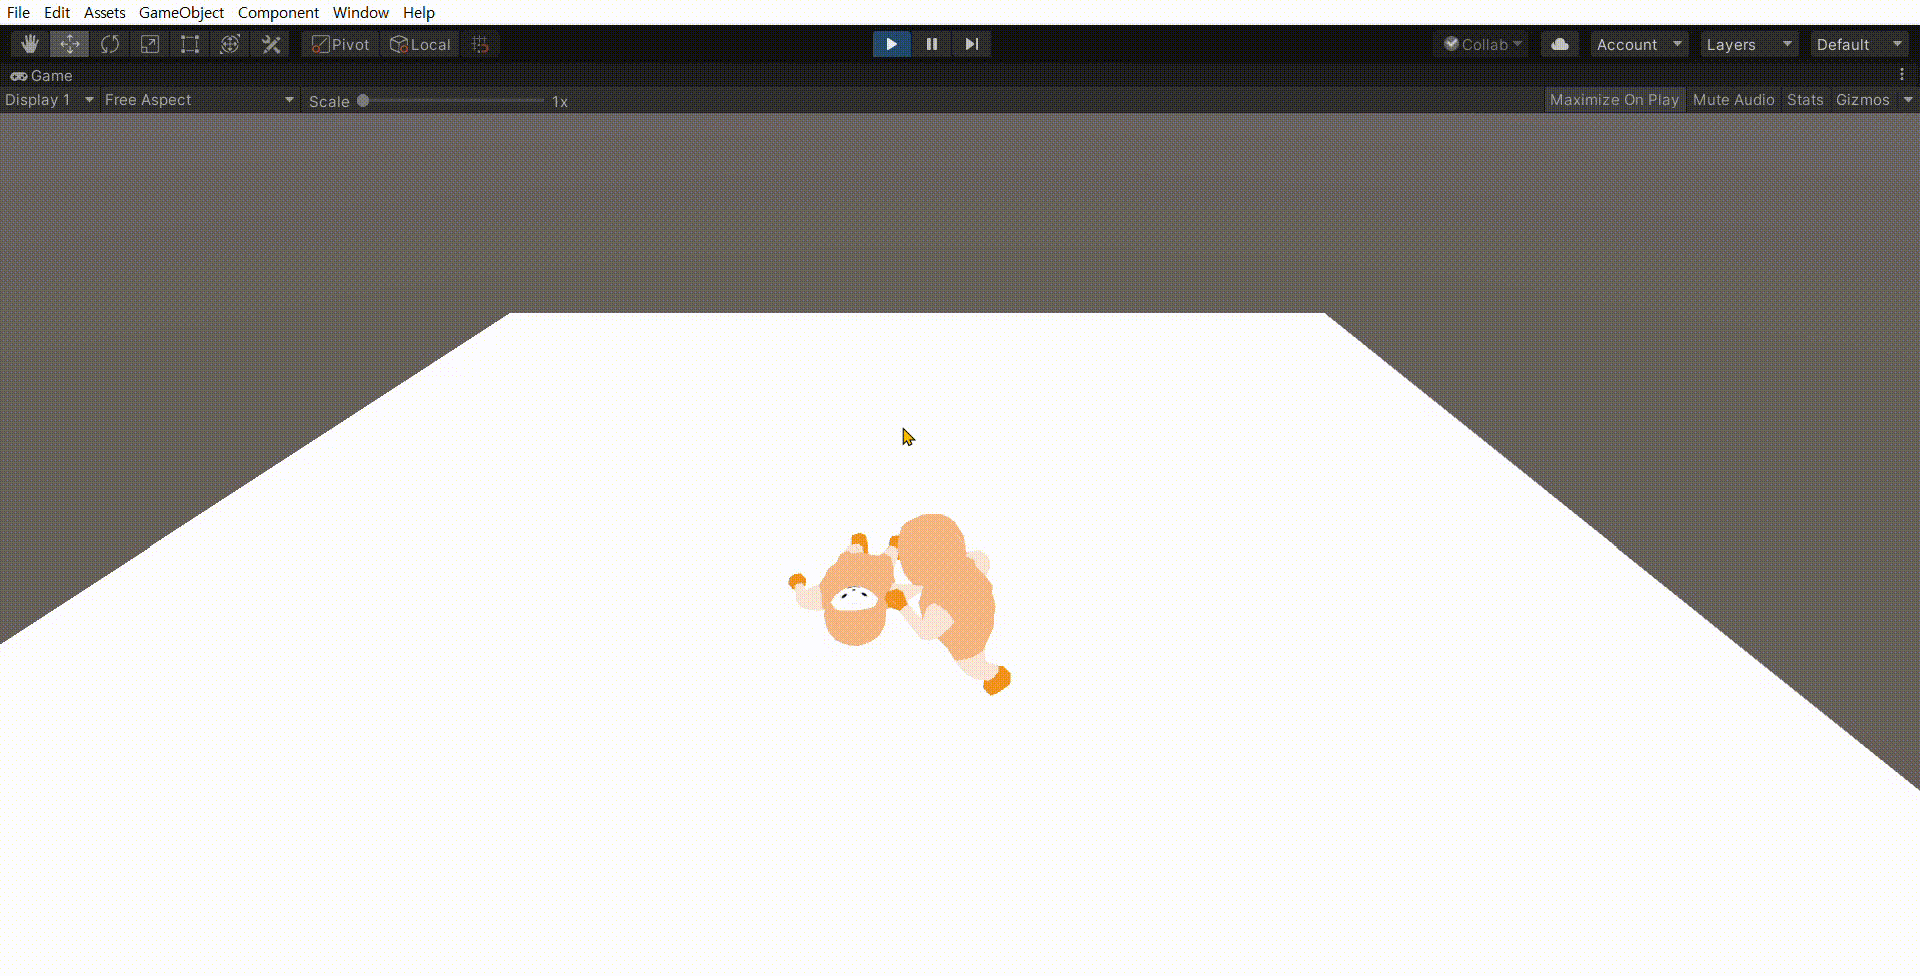 File Edit Assets GameObject Component Window Help
Pivot Local Collab Account Layers Default
Game
Display 1 Free Aspect Scale 1x Maximize On Play Mute Audio Stats Gizmos